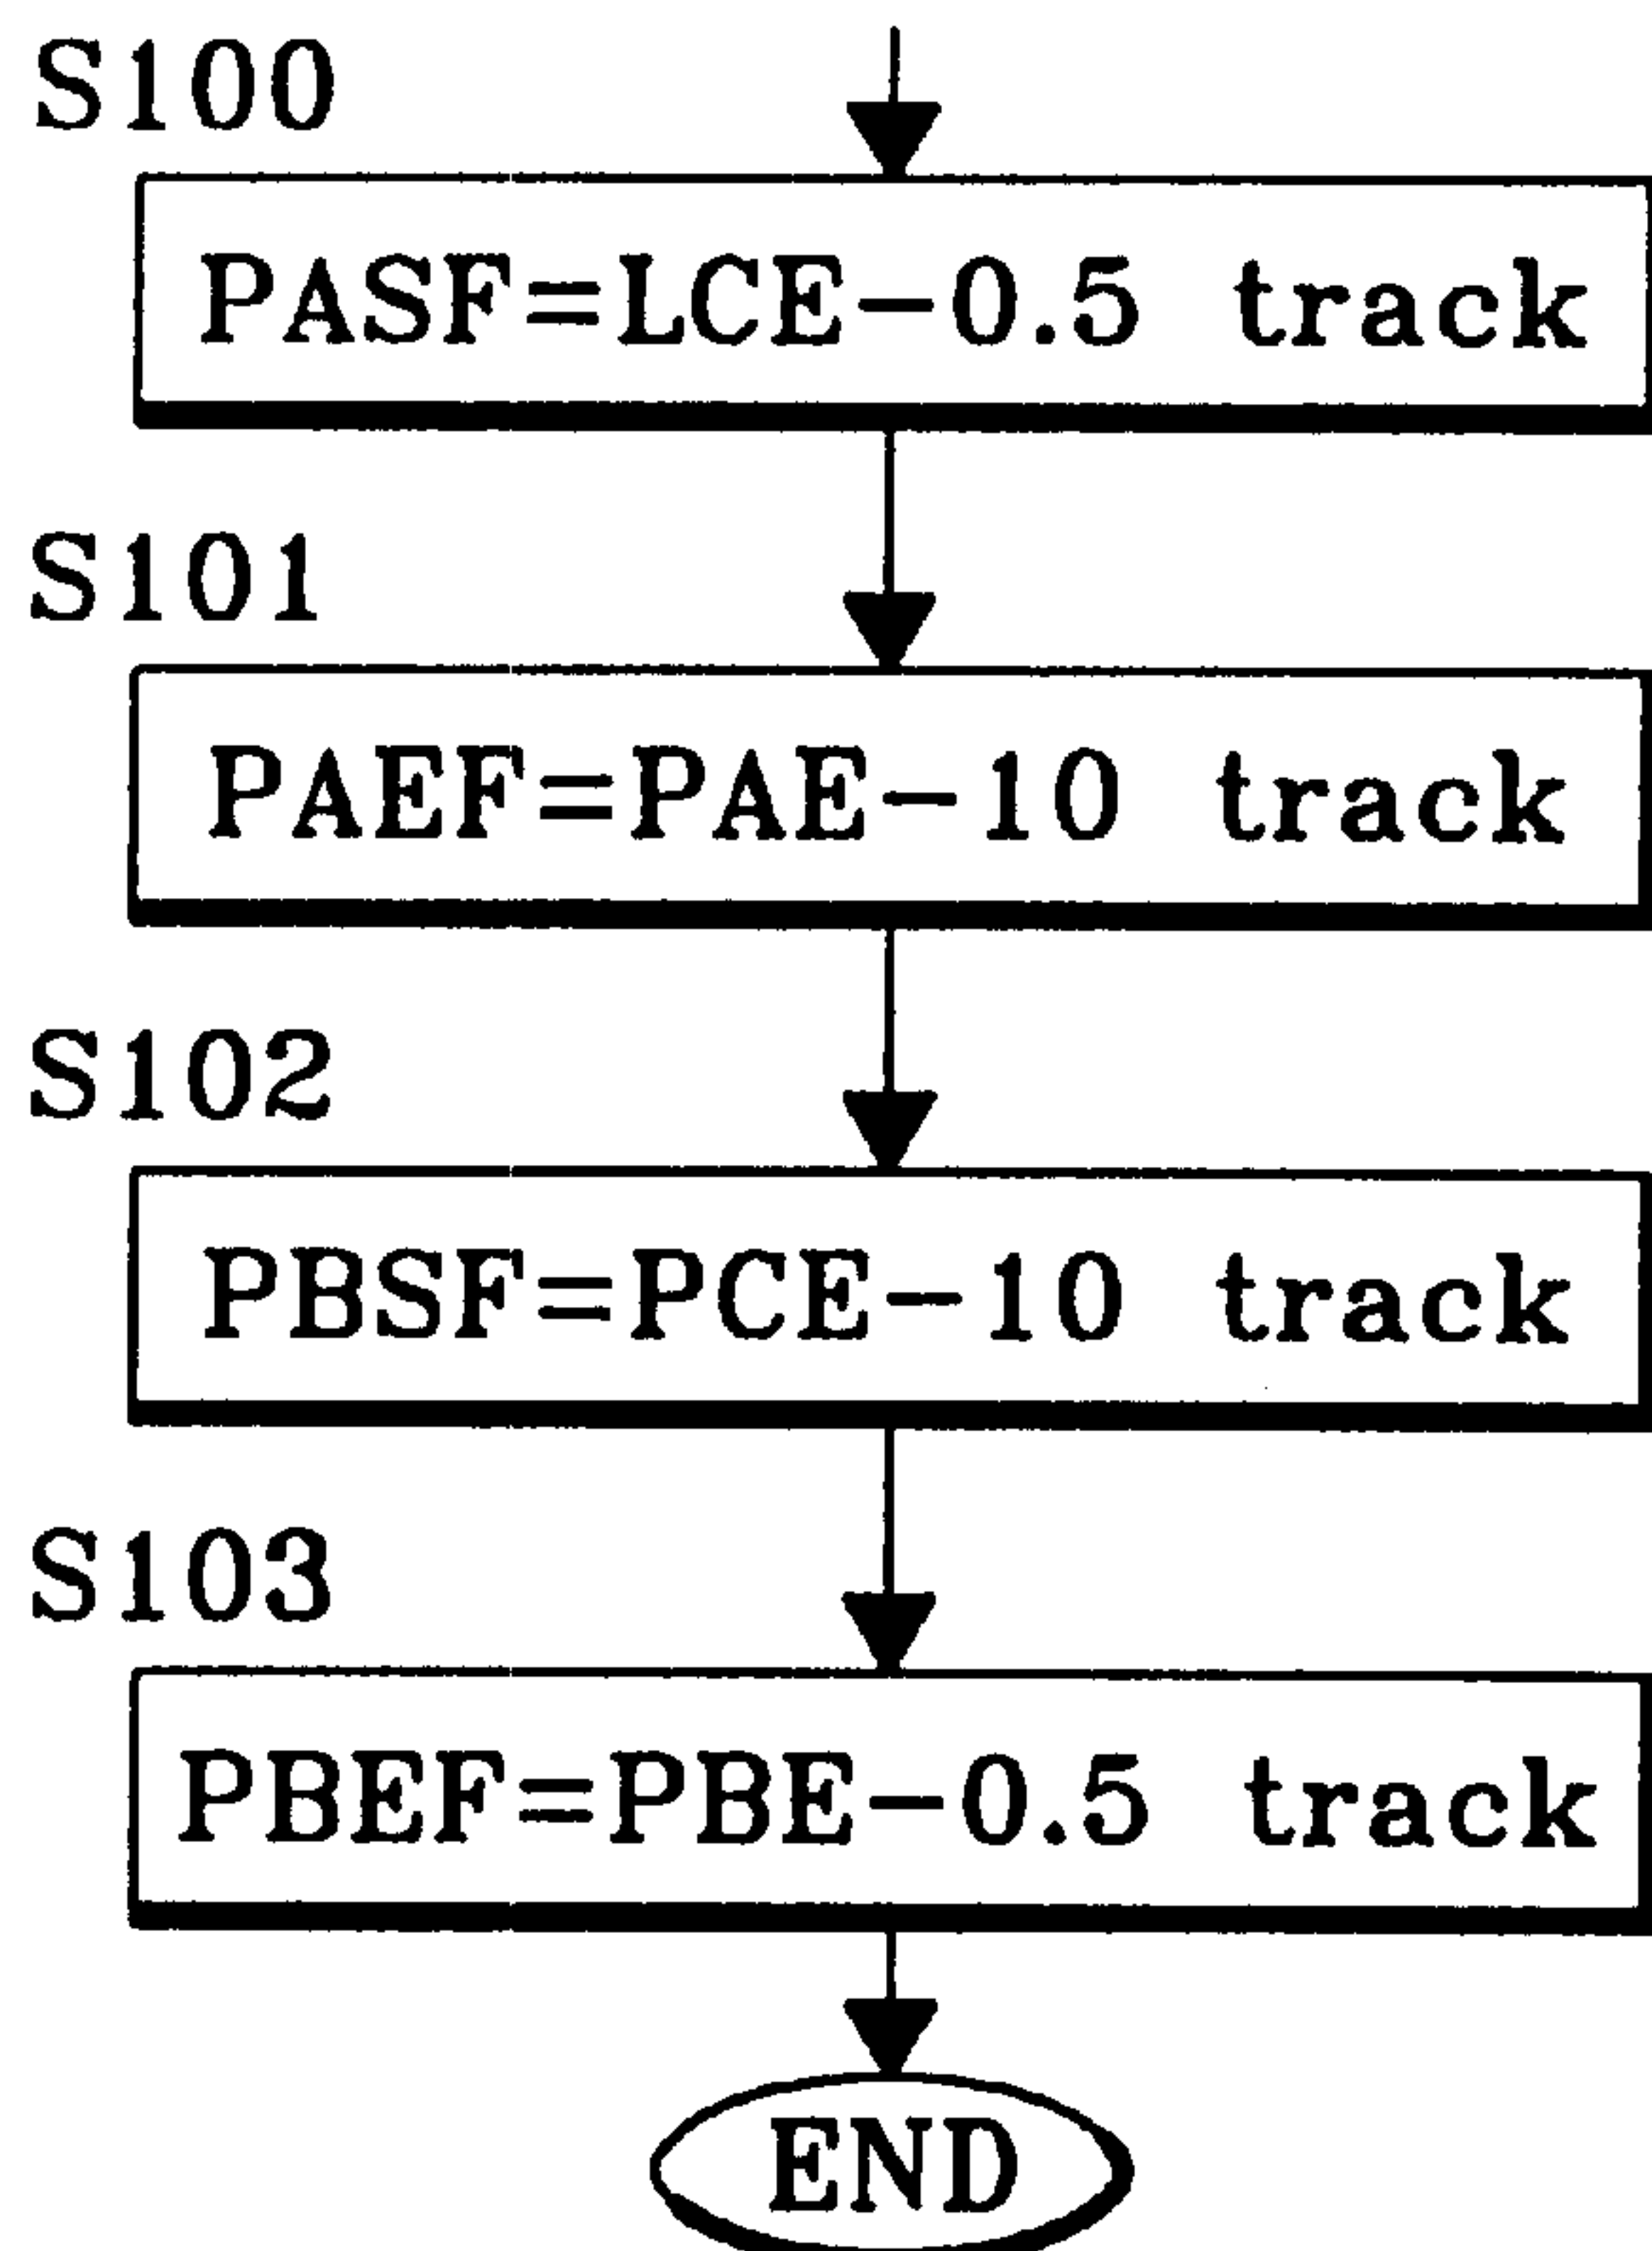 S100
PASF=LCE-0.5 track
S101
PAEF=PAE-10 track
S102
PBSF=PCE-10 track
S103
PBEF=PBE-0.5 track
END